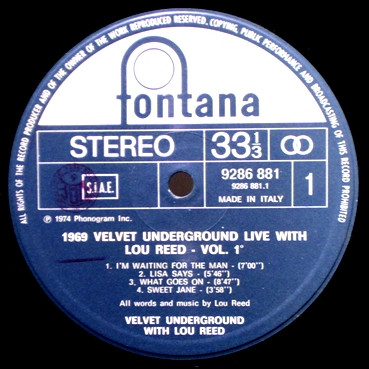 ALL RIGHTS OF THE RECORD PRODUCER AND OF THE OWNER OF THE WORK REPRODUCED RESERVED. COPYING, PUBLIC PERFORMANCE AND BROADCASTING OF THIS RECORD PROHIBITED
fontana
STEREO 33 1/3
S.I.A.E.
9286 881
9286 881.1
MADE IN ITALY
1
℗ 1974 Phonogram Inc.
1969 VELVET UNDERGROUND LIVE WITH
LOU REED - VOL. 1"
1. I'M WAITING FOR THE MAN - (7'00'')
2. LISA SAYS - (5'46'')
3. WHAT GOES ON - (8'47'')
4. SWEET JANE - (3'58'')
All words and music by Lou Reed
VELVET UNDERGROUND
WITH LOU REED